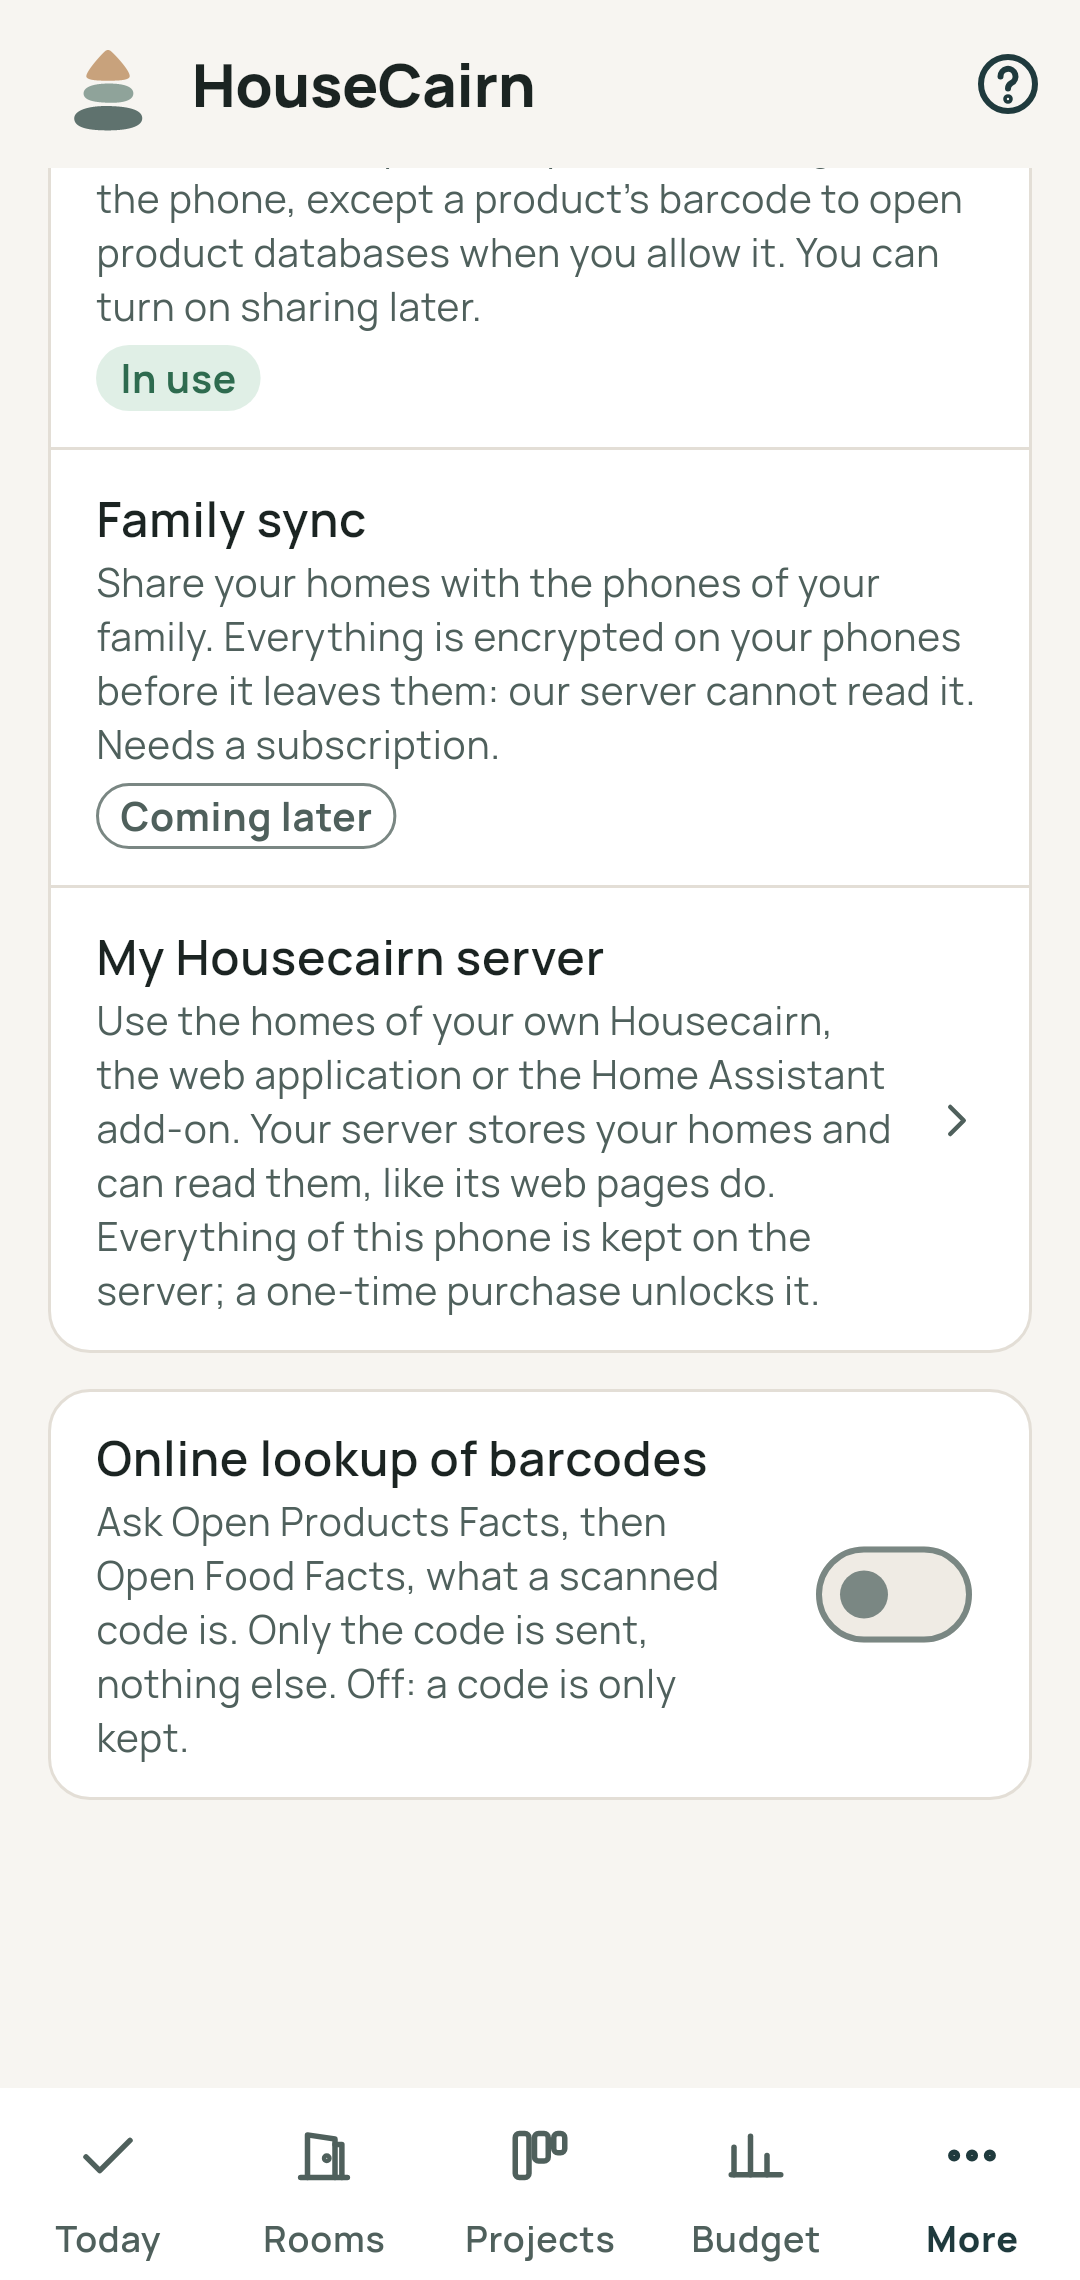 HouseCairn
the phone, except a product’s barcode to open
product databases when you allow it. You can
turn on sharing later.
In use
Family sync
Share your homes with the phones of your
family. Everything is encrypted on your phones
before it leaves them: our server cannot read it.
Needs a subscription.
Coming later
My Housecairn server
Use the homes of your own Housecairn,
the web application or the Home Assistant
add-on. Your server stores your homes and
can read them, like its web pages do.
Everything of this phone is kept on the
server; a one-time purchase unlocks it.
Online lookup of barcodes
Ask Open Products Facts, then
Open Food Facts, what a scanned
code is. Only the code is sent,
nothing else. Off: a code is only
kept.
Today
Rooms
Projects
Budget
More